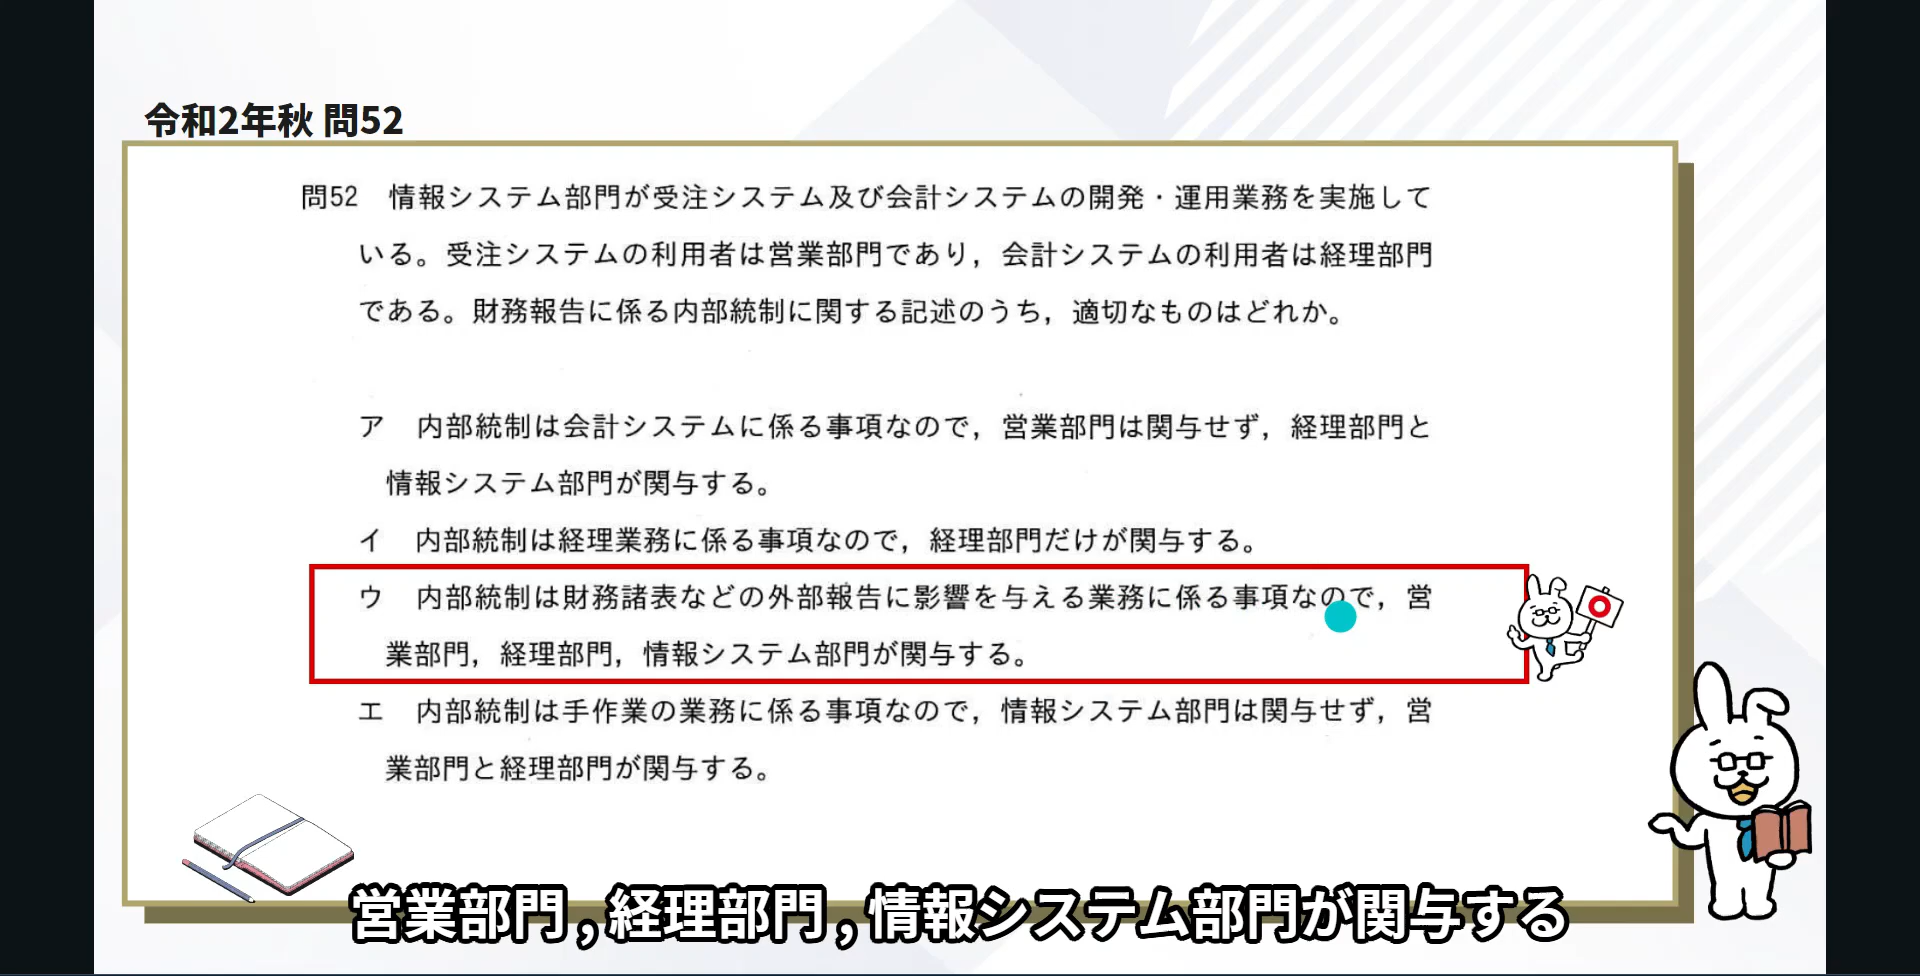 令和2年秋 問52
問52　情報システム部門が受注システム及び会計システムの開発・運用業務を実施して
いる。受注システムの利用者は営業部門であり，会計システムの利用者は経理部門
である。財務報告に係る内部統制に関する記述のうち，適切なものはどれか。
ア　内部統制は会計システムに係る事項なので，営業部門は関与せず，経理部門と
情報システム部門が関与する。
イ　内部統制は経理業務に係る事項なので，経理部門だけが関与する。
ウ　内部統制は財務諸表などの外部報告に影響を与える業務に係る事項なので，営
業部門，経理部門，情報システム部門が関与する。
エ　内部統制は手作業の業務に係る事項なので，情報システム部門は関与せず，営
業部門と経理部門が関与する。
営業部門,経理部門,情報システム部門が関与する